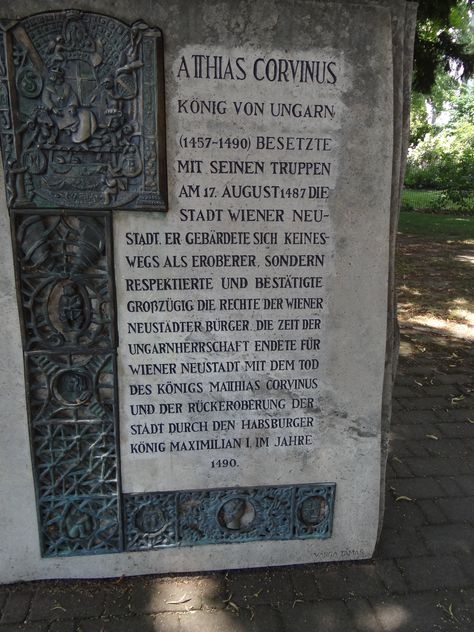 MATTHIAS CORVINUS
KÖNIG VON UNGARN
(1457-1490) BESETZTE
MIT SEINEN TRUPPEN
AM 17. AUGUST 1487 DIE
STADT WIENER NEU-
STADT. ER GEBÄRDETE SICH KEINES-
WEGS ALS EROBERER, SONDERN
RESPEKTIERTE UND BESTÄTIGTE
GROẞZÜGIG DIE RECHTE DER WIENER
NEUSTÄDTER BÜRGER. DIE ZEIT DER
UNGARNHERRSCHAFT ENDETE FÜR
WIENER NEUSTADT MIT DEM TOD
DES KÖNIGS MATTHIAS CORVINUS
UND DER RÜCKEROBERUNG DER
STADT DURCH DEN HABSBURGER
KÖNIG MAXIMILIAN I. IM JAHRE
1490.
VARGA TAMÁS